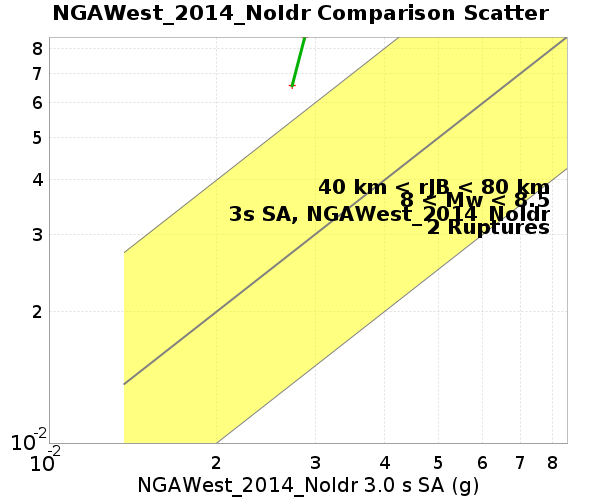 NGAWest_2014_NoIdr Comparison Scatter
8
7
6
5
4
3
2
10^-2
40 km < rJB < 80 km
8 < Mw < 8.5
3s SA, NGAWest_2014_NoIdr
2 Ruptures
10^-2 2 3 4 5 6 7 8
NGAWest_2014_NoIdr 3.0 s SA (g)